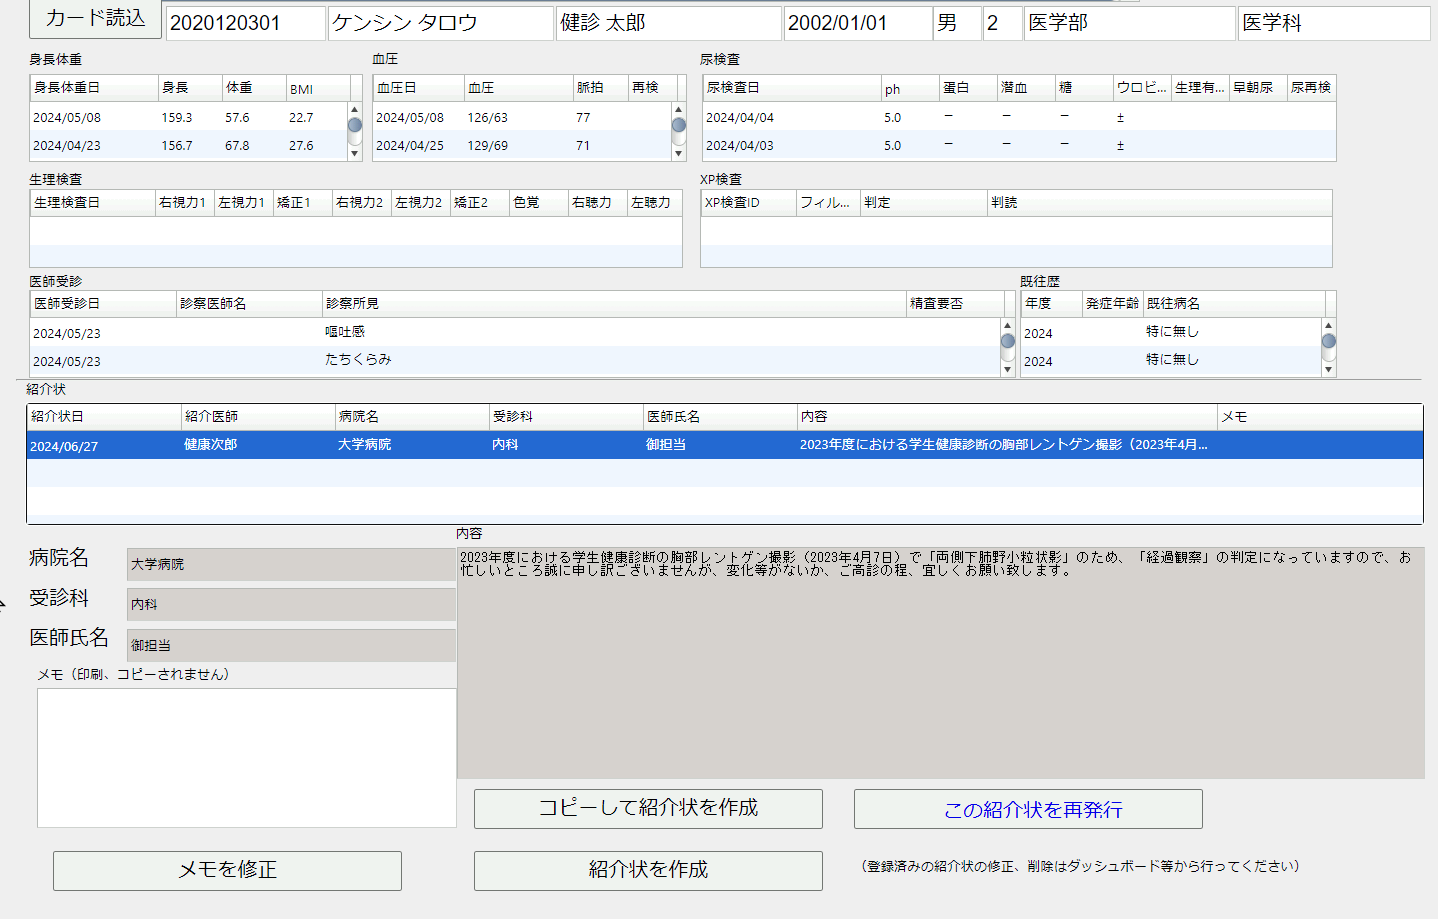 カード読込 2020120301 ケンシン タロウ 健診 太郎 2002/01/01 男 2 医学部 医学科
身長体重 血圧 尿検査
身長体重日 身長 体重 BMI 血圧日 血圧 脈拍 再検 尿検査日 ph 蛋白 潜血 糖 ウロビ... 生理有... 早朝尿 尿再検
2024/05/08 159.3 57.6 22.7 2024/05/08 126/63 77 2024/04/04 5.0 － － － ±
2024/04/23 156.7 67.8 27.6 2024/04/25 129/69 71 2024/04/03 5.0 － － － ±
生理検査 XP検査
生理検査日 右視力1 左視力1 矯正1 右視力2 左視力2 矯正2 色覚 右聴力 左聴力 XP検査ID フィル... 判定 判読
医師受診 既往歴
医師受診日 診察医師名 診察所見 精査要否 年度 発症年齢 既往病名
2024/05/23 嘔吐感 2024 特に無し
2024/05/23 たちくらみ 2024 特に無し
紹介状
紹介状日 紹介医師 病院名 受診科 医師氏名 内容 メモ
2024/06/27 健康次郎 大学病院 内科 御担当 2023年度における学生健康診断の胸部レントゲン撮影（2023年4月...
内容
病院名 大学病院
受診科 内科
医師氏名 御担当
2023年度における学生健康診断の胸部レントゲン撮影（2023年4月7日）で「両側下肺野小粒状影」のため、「経過観察」の判定になっていますので、お
忙しいところ誠に申し訳ございませんが、変化等がないか、ご高診の程、宜しくお願い致します。
メモ（印刷、コピーされません）
コピーして紹介状を作成 この紹介状を再発行
メモを修正 紹介状を作成 （登録済みの紹介状の修正、削除はダッシュボード等から行ってください）